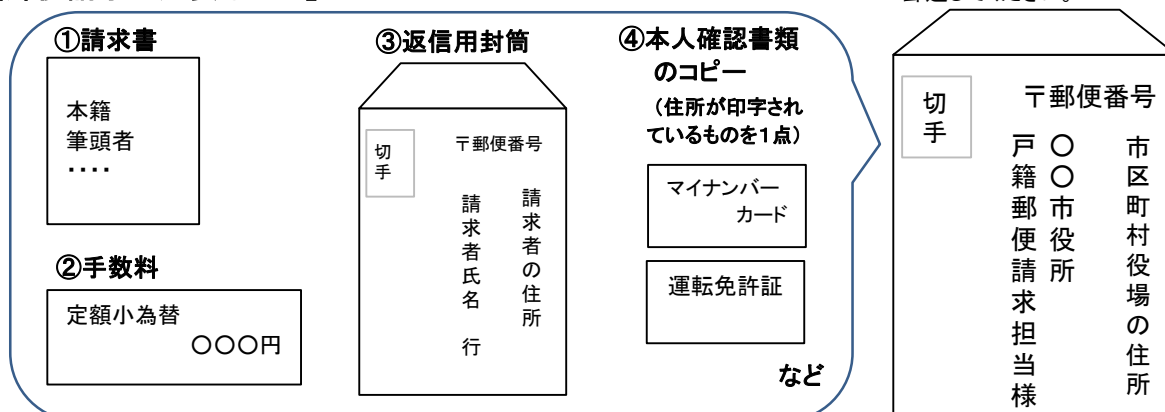 ①請求書
本籍
筆頭者
・・・・
②手数料
定額小為替
〇〇〇円
③返信用封筒
切手
〒郵便番号
請求者の住所
請求者氏名 行
④本人確認書類
のコピー
（住所が印字され
ているものを1点）
マイナンバー
カード
運転免許証
など
切手
〒郵便番号
市区町村役場の住所
〇〇市役所
戸籍郵便請求担当様